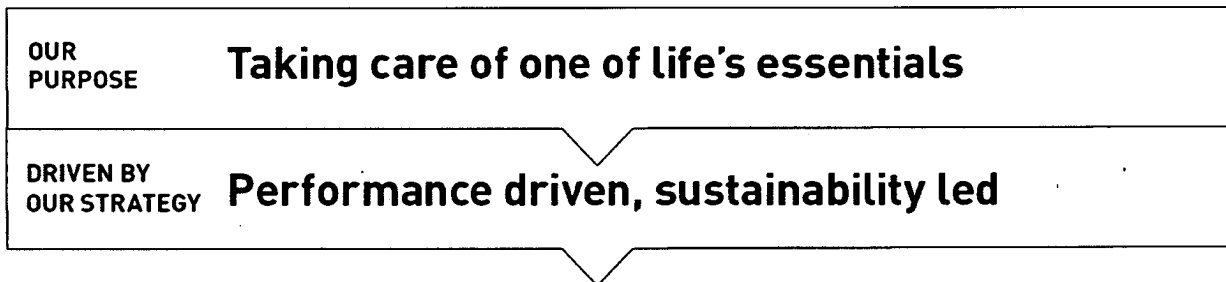 OUR
PURPOSE
Taking care of one of life's essentials
DRIVEN BY
OUR STRATEGY
Performance driven, sustainability led